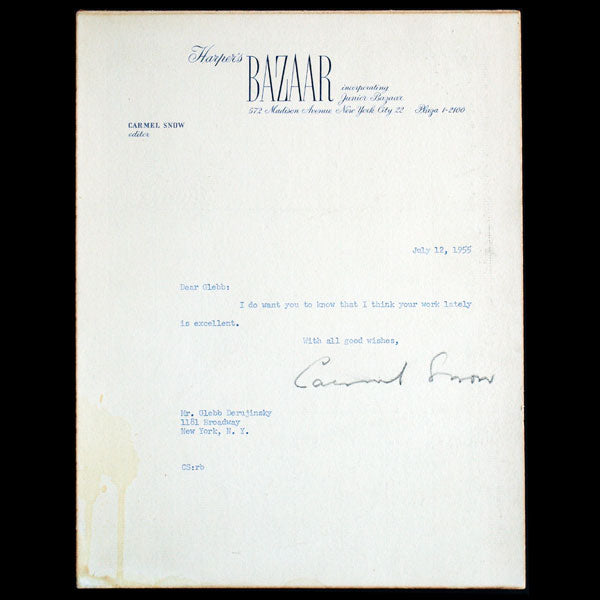 Harper's
BAZAAR
incorporating
Junior Bazaar
572 Madison Avenue New York City 22 Plaza 1-2100
CARMEL SNOW
editor
July 12, 1955
Dear Glebb:
I do want you to know that I think your work lately
is excellent.
With all good wishes,
Carmel Snow
Mr. Glebb Derujinsky
1181 Broadway
New York, N. Y.
CS:rb